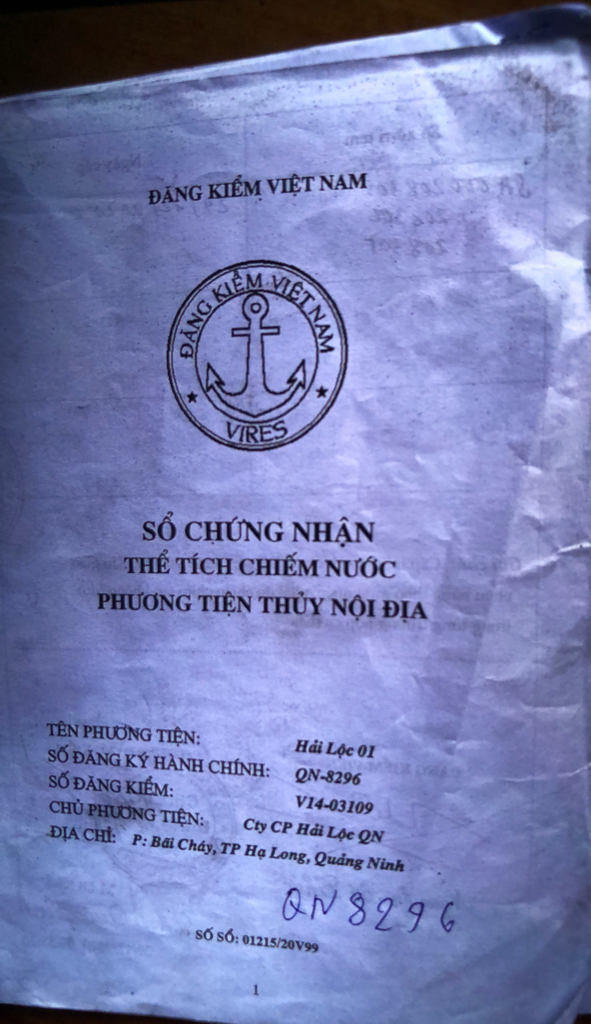 ĐĂNG KIỂM VIỆT NAM
ĐĂNG KIỂM VIỆT NAM
VIRES
SỔ CHỨNG NHẬN
THỂ TÍCH CHIẾM NƯỚC
PHƯƠNG TIỆN THỦY NỘI ĐỊA
TÊN PHƯƠNG TIỆN: Hải Lộc 01
SỐ ĐĂNG KÝ HÀNH CHÍNH: QN-8296
SỐ ĐĂNG KIỂM: V14-03109
CHỦ PHƯƠNG TIỆN: Cty CP Hải Lộc QN
ĐỊA CHỈ: P: Bãi Cháy, TP Hạ Long, Quảng Ninh
QN 8296
SỐ SỔ: 01215/20V99
1